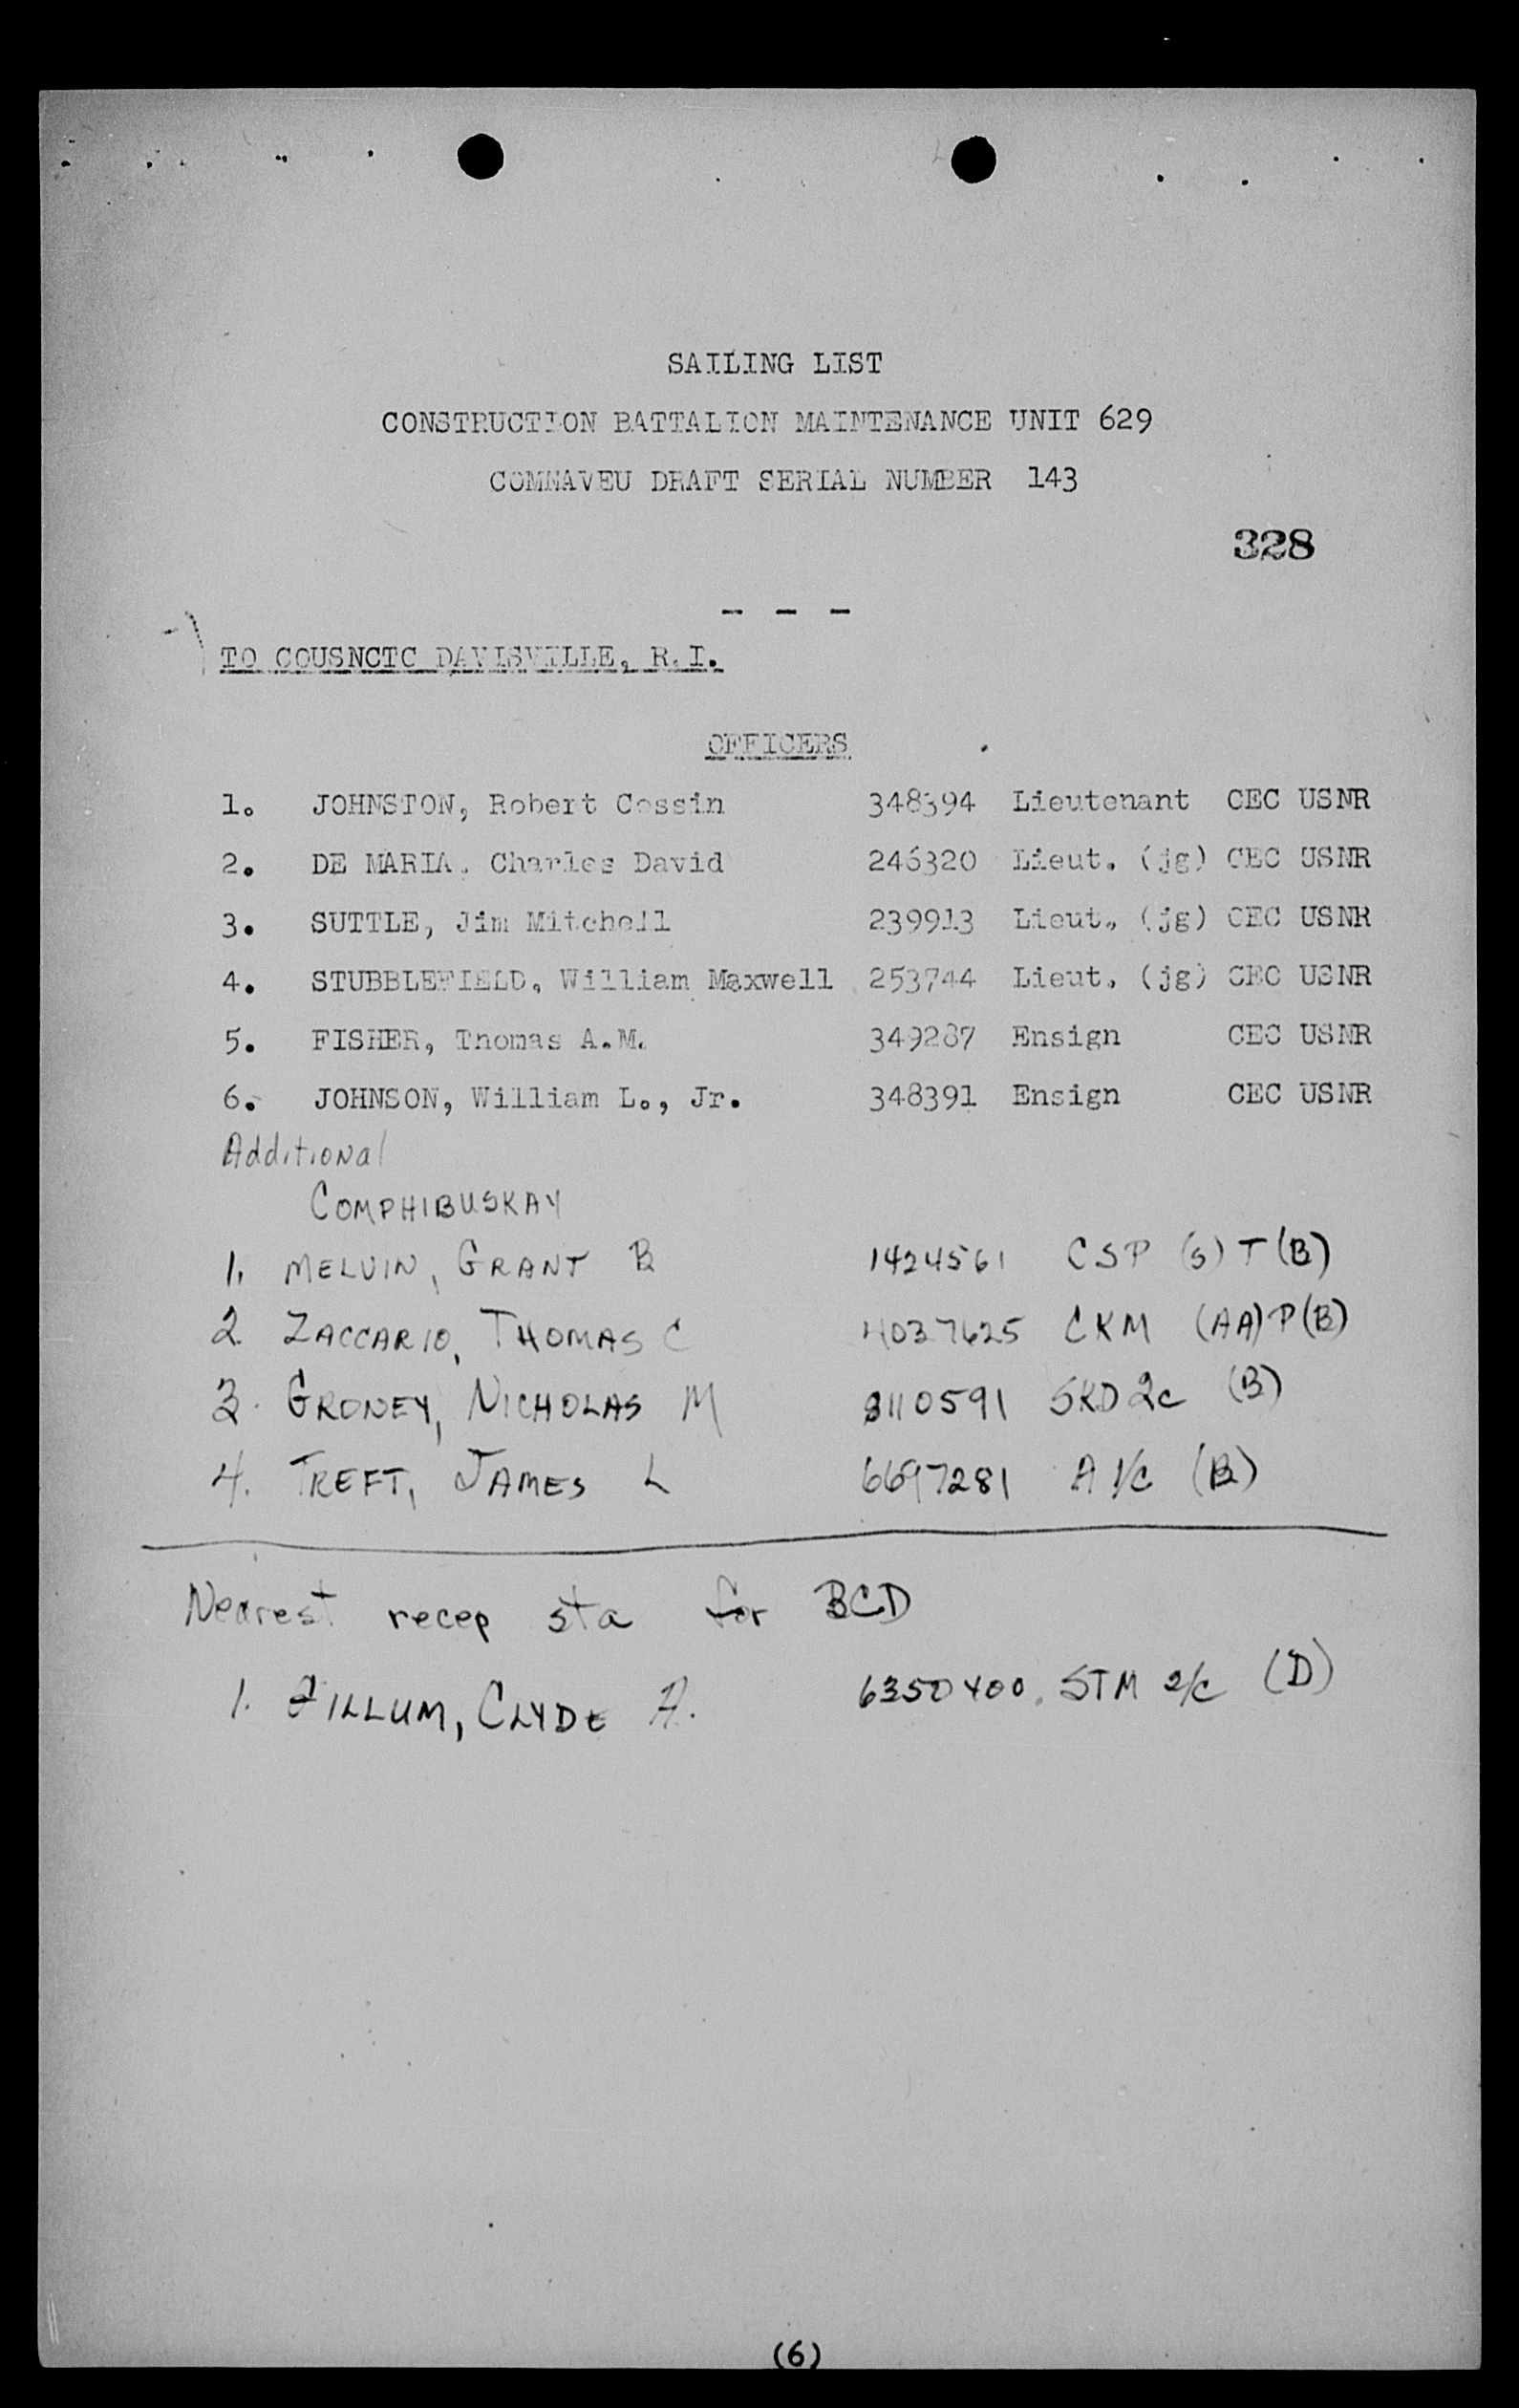 SAILING LIST
CONSTRUCTION BATTALION MAINTENANCE UNIT 629
COMNAVEU DRAFT SERIAL NUMBER 143
328
- - -
TO COUSNCTC DAVISVILLE, R.I.
OFFICERS
1. JOHNSTON, Robert Cossin 348394 Lieutenant CEC USNR
2. DE MARIA, Charles David 246320 Lieut. (jg) CEC USNR
3. SUTTLE, Jim Mitchell 239913 Lieut. (jg) CEC USNR
4. STUBBLEFIELD, William Maxwell 253744 Lieut. (jg) CEC USNR
5. FISHER, Thomas A.M. 349287 Ensign CEC USNR
6. JOHNSON, William L., Jr. 348391 Ensign CEC USNR
Additional
COMPHIBUSKAY
1. MELVIN, GRANT B 1424561 CSP (S) T (B)
2 ZACCARIO, THOMAS C 4037625 CKM (AA) P (B)
3. GRONEY, NICHOLAS M 8110591 SKD 2c (B)
4. TREFT, JAMES L 6697281 A 1/c (B)
Nearest recep sta for BCD
1. CLYDE A. 6350400 STM 2/c (D)
(6)